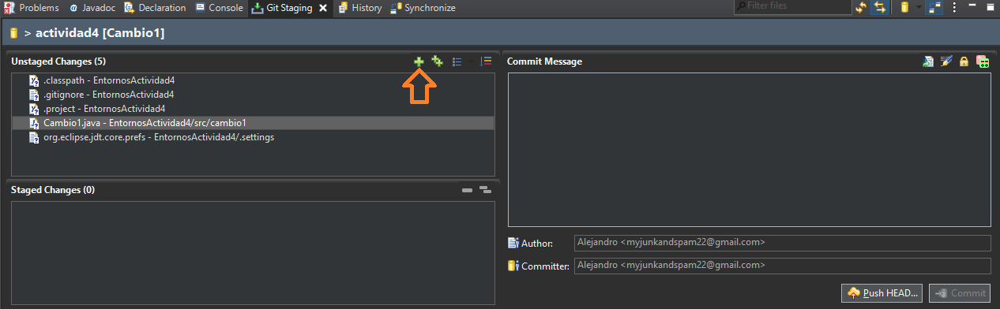 Problems Javadoc Declaration Console Git Staging History Synchronize Filter files
> actividad4 [Cambio1]
Unstaged Changes (5)
.classpath - EntornosActividad4
.gitignore - EntornosActividad4
.project - EntornosActividad4
Cambio1.java - EntornosActividad4/src/cambio1
org.eclipse.jdt.core.prefs - EntornosActividad4/.settings
Staged Changes (0)
Commit Message
Author: Alejandro <myjunkandspam22@gmail.com>
Committer: Alejandro <myjunkandspam22@gmail.com>
Push HEAD... Commit